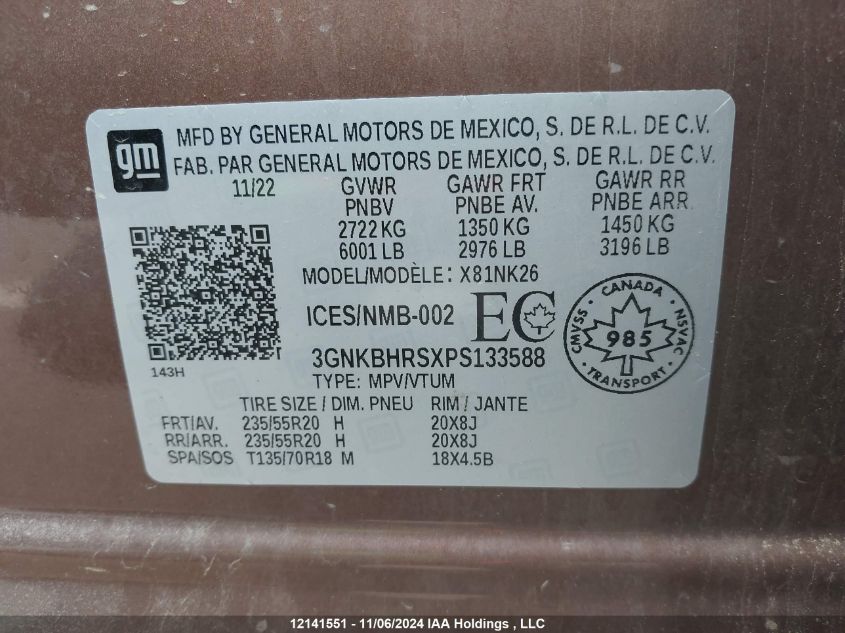 gm
MFD BY GENERAL MOTORS DE MEXICO, S. DE R.L. DE C.V.
FAB. PAR GENERAL MOTORS DE MEXICO, S. DE R.L. DE C.V.
11/22 GVWR GAWR FRT GAWR RR
PNBV PNBE AV. PNBE ARR.
2722 KG 1350 KG 1450 KG
6001 LB 2976 LB 3196 LB
MODEL/MODÈLE: X81NK26
ICES/NMB-002 EC
CANADA
CMVSS 985 NSVAC
TRANSPORT
143H
3GNKBHRSXPS133588
TYPE: MPV/VTUM
TIRE SIZE / DIM. PNEU RIM / JANTE
FRT/AV. 235/55R20 H 20X8J
RR/ARR. 235/55R20 H 20X8J
SPA/SOS T135/70R18 M 18X4.5B
12141551 - 11/06/2024 IAA Holdings , LLC